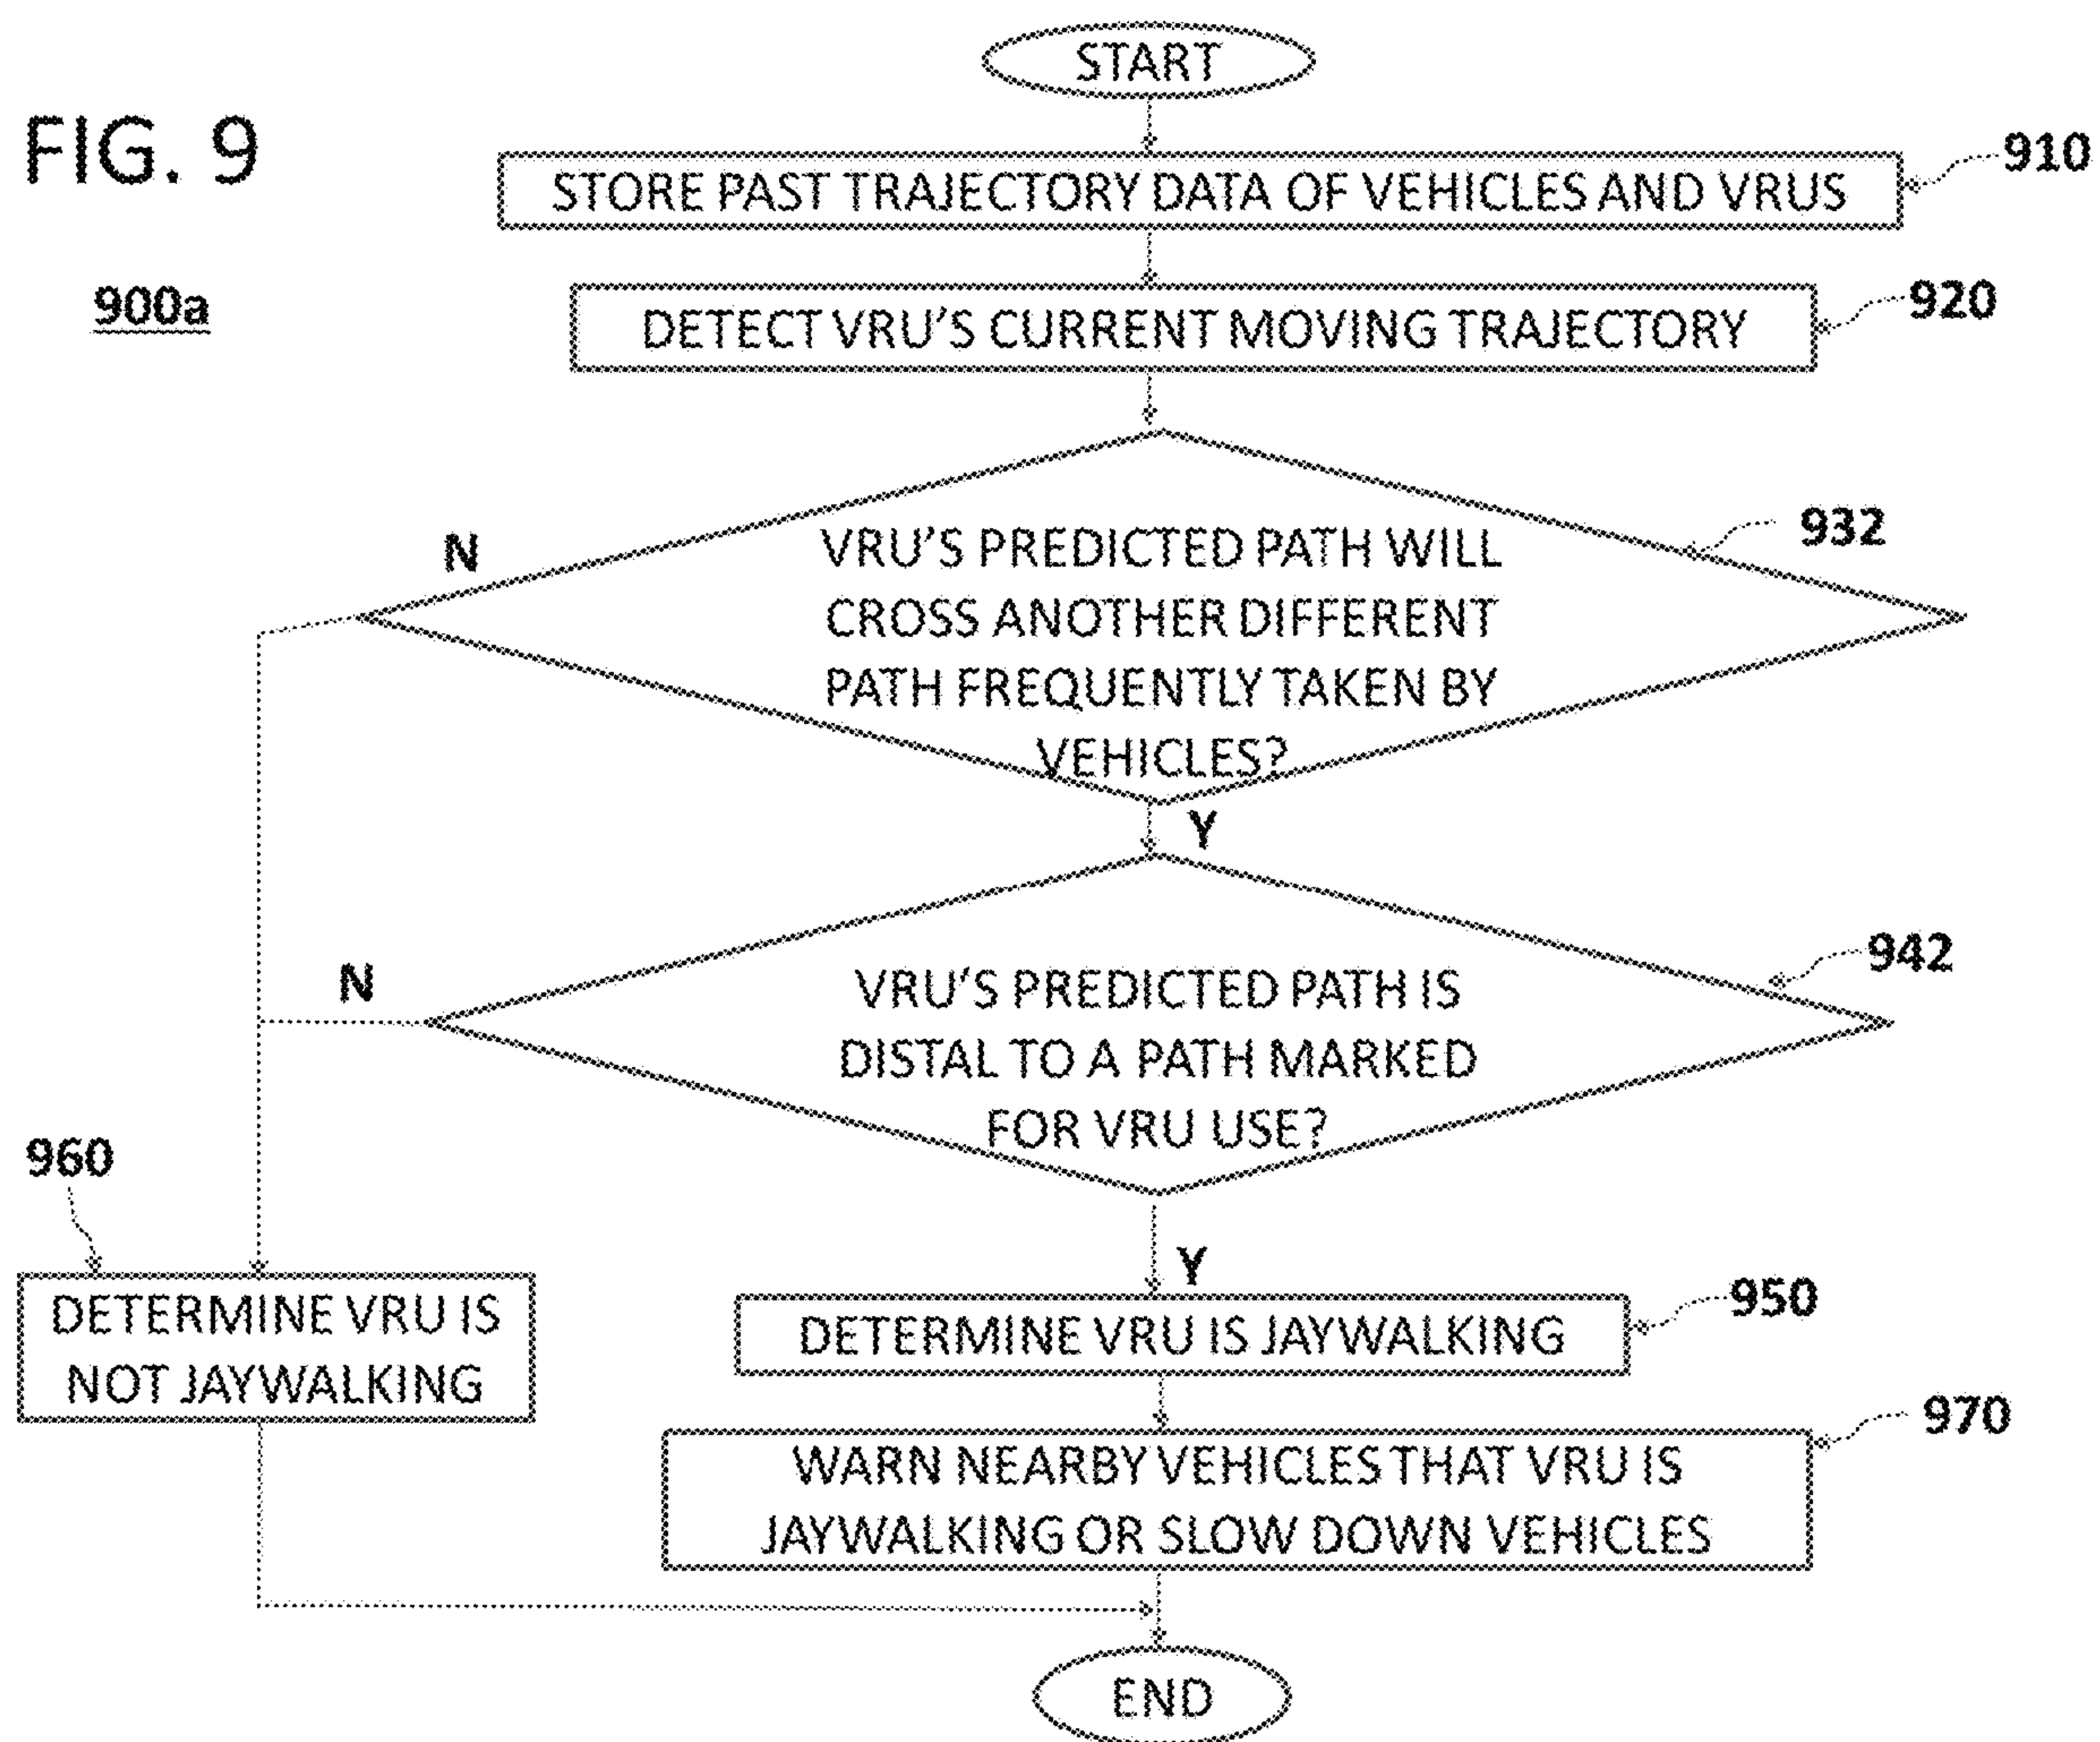 START
FIG. 9
910
STORE PAST TRAJECTORY DATA OF VEHICLES AND VRUS
900a
920
DETECT VRU'S CURRENT MOVING TRAJECTORY
932
N
VRU'S PREDICTED PATH WILL
CROSS ANOTHER DIFFERENT
PATH FREQUENTLY TAKEN BY
VEHICLES?
Y
942
N
VRU'S PREDICTED PATH IS
DISTAL TO A PATH MARKED
FOR VRU USE?
960
Y
950
DETERMINE VRU IS
NOT JAYWALKING
DETERMINE VRU IS JAYWALKING
970
WARN NEARBY VEHICLES THAT VRU IS
JAYWALKING OR SLOW DOWN VEHICLES
END